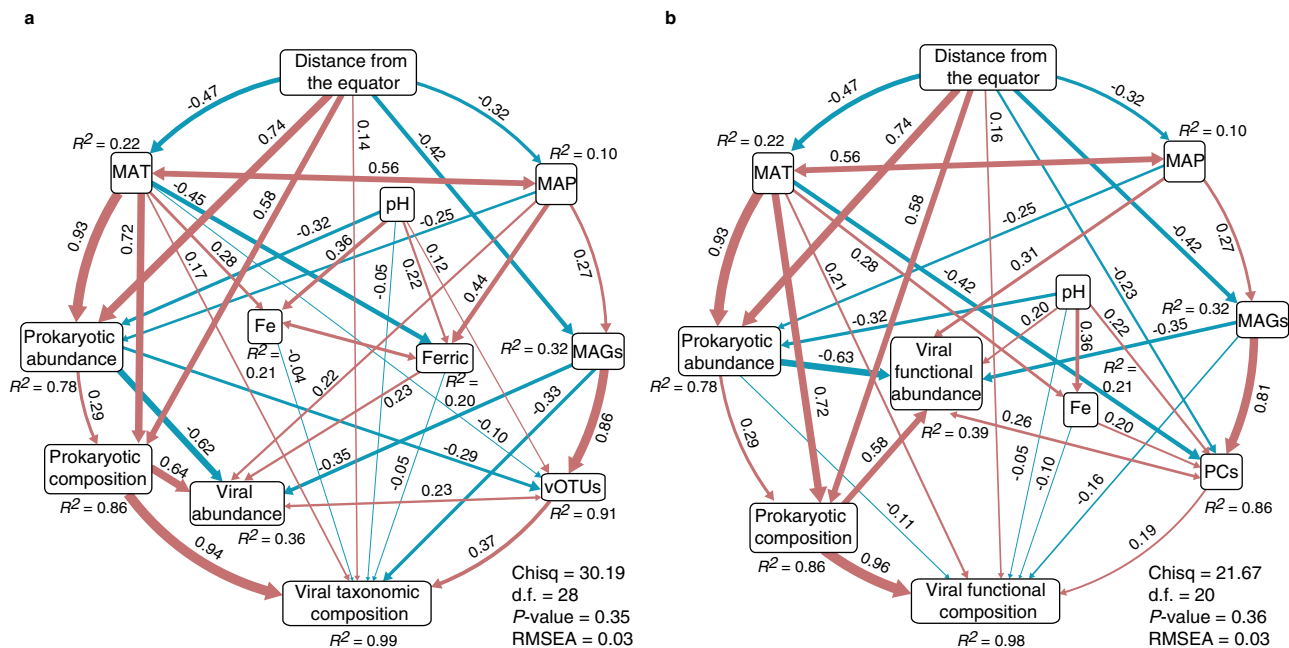 a
Distance from
the equator
-0.47
-0.32
0.74
0.14
-0.42
R² = 0.22
R² = 0.10
MAT
0.56
MAP
-0.45
0.58
pH
-0.32
-0.25
0.93
0.72
0.17
0.28
0.36
-0.05
0.22
0.12
0.44
0.27
Prokaryotic
abundance
R² = 0.78
Fe
R² =
0.21
-0.04
Ferric
R² =
0.20
R² = 0.32
MAGs
0.29
-0.62
0.22
0.23
-0.10
-0.33
0.86
Prokaryotic
composition
R² = 0.86
0.64
-0.35
-0.05
-0.29
Viral
abundance
R² = 0.36
0.23
vOTUs
R² = 0.91
0.94
0.37
Viral taxonomic
composition
R² = 0.99
Chisq = 30.19
d.f. = 28
P-value = 0.35
RMSEA = 0.03
b
Distance from
the equator
-0.47
-0.32
0.74
0.16
R² = 0.22
R² = 0.10
MAT
0.56
MAP
0.58
-0.25
-0.42
0.93
0.72
0.21
0.28
-0.42
0.31
-0.23
0.27
pH
Prokaryotic
abundance
R² = 0.78
-0.32
0.20
0.36
0.22
R² = 0.32
MAGs
-0.35
-0.63
Viral
functional
abundance
R² = 0.39
R² =
0.21
Fe
0.29
0.58
0.26
0.20
0.81
-0.05
-0.10
-0.16
PCs
R² = 0.86
Prokaryotic
composition
R² = 0.86
-0.11
0.96
0.19
Viral functional
composition
R² = 0.98
Chisq = 21.67
d.f. = 20
P-value = 0.36
RMSEA = 0.03